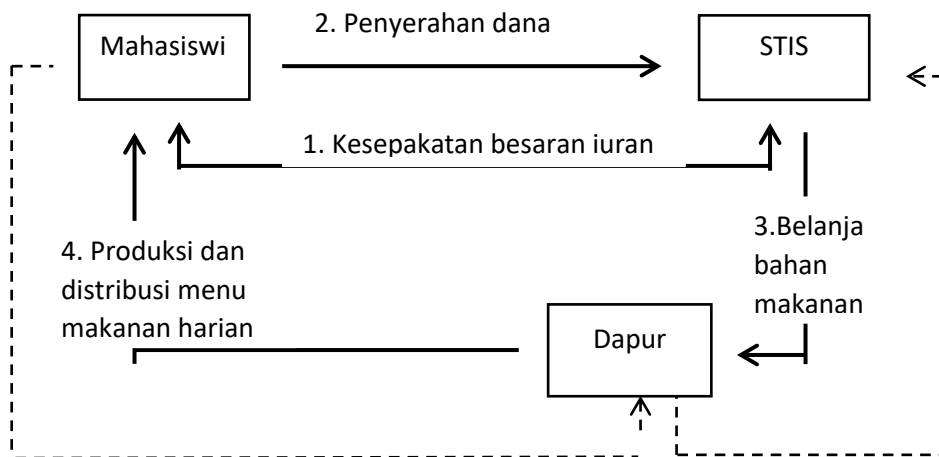 2. Penyerahan dana
Mahasiswi
STIS
1. Kesepakatan besaran iuran
3.Belanja
bahan
makanan
4. Produksi dan
distribusi menu
makanan harian
Dapur